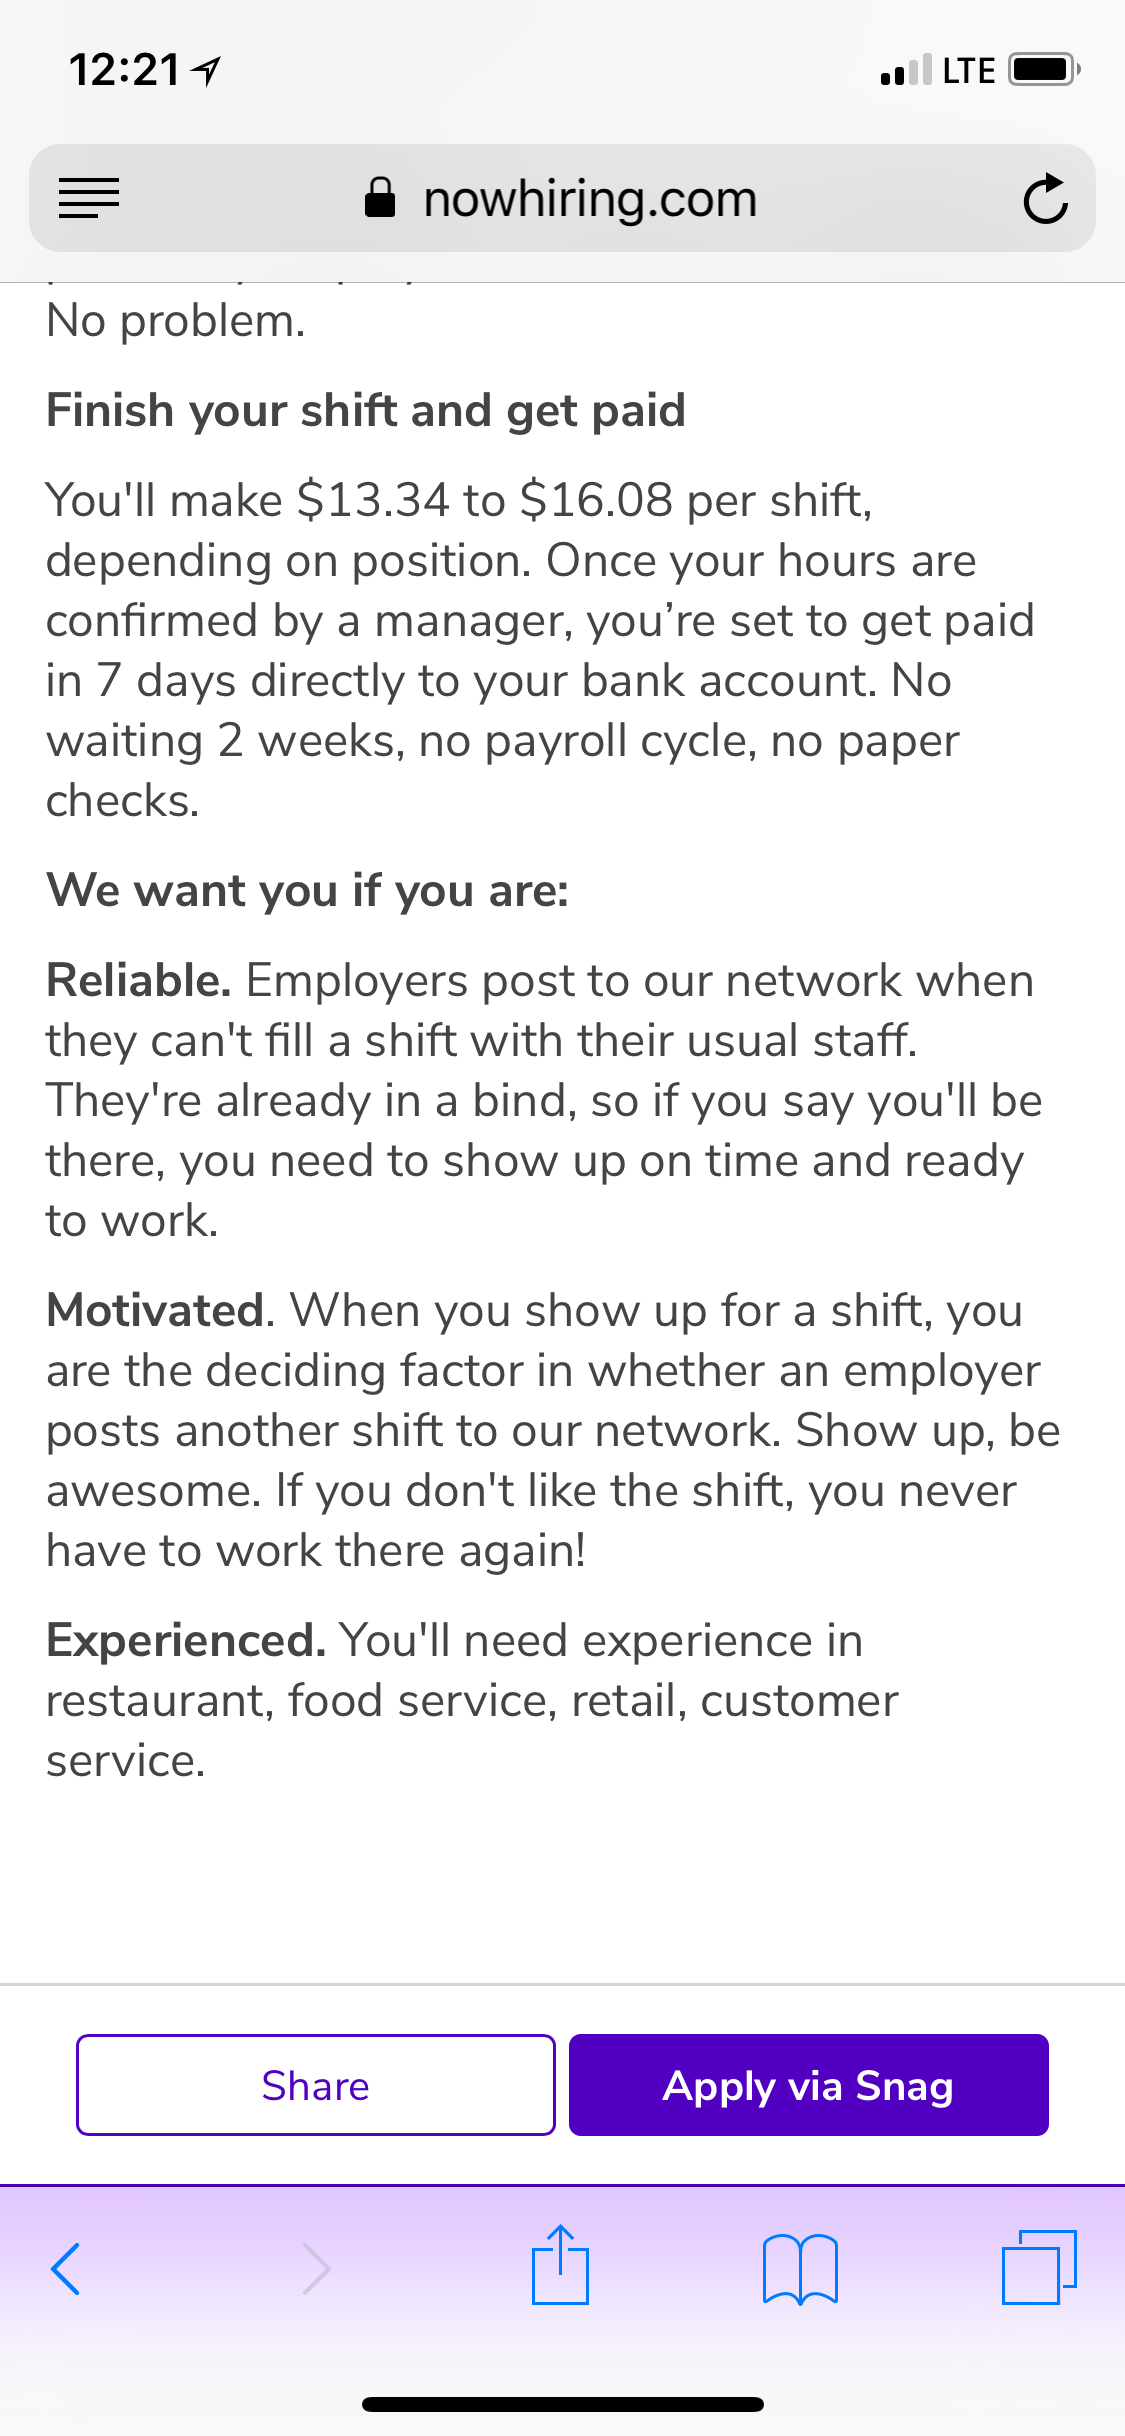 12:21
LTE
nowhiring.com
No problem.
Finish your shift and get paid
You'll make $13.34 to $16.08 per shift,
depending on position. Once your hours are
confirmed by a manager, you’re set to get paid
in 7 days directly to your bank account. No
waiting 2 weeks, no payroll cycle, no paper
checks.
We want you if you are:
Reliable. Employers post to our network when
they can't fill a shift with their usual staff.
They're already in a bind, so if you say you'll be
there, you need to show up on time and ready
to work.
Motivated. When you show up for a shift, you
are the deciding factor in whether an employer
posts another shift to our network. Show up, be
awesome. If you don't like the shift, you never
have to work there again!
Experienced. You'll need experience in
restaurant, food service, retail, customer
service.
Share
Apply via Snag